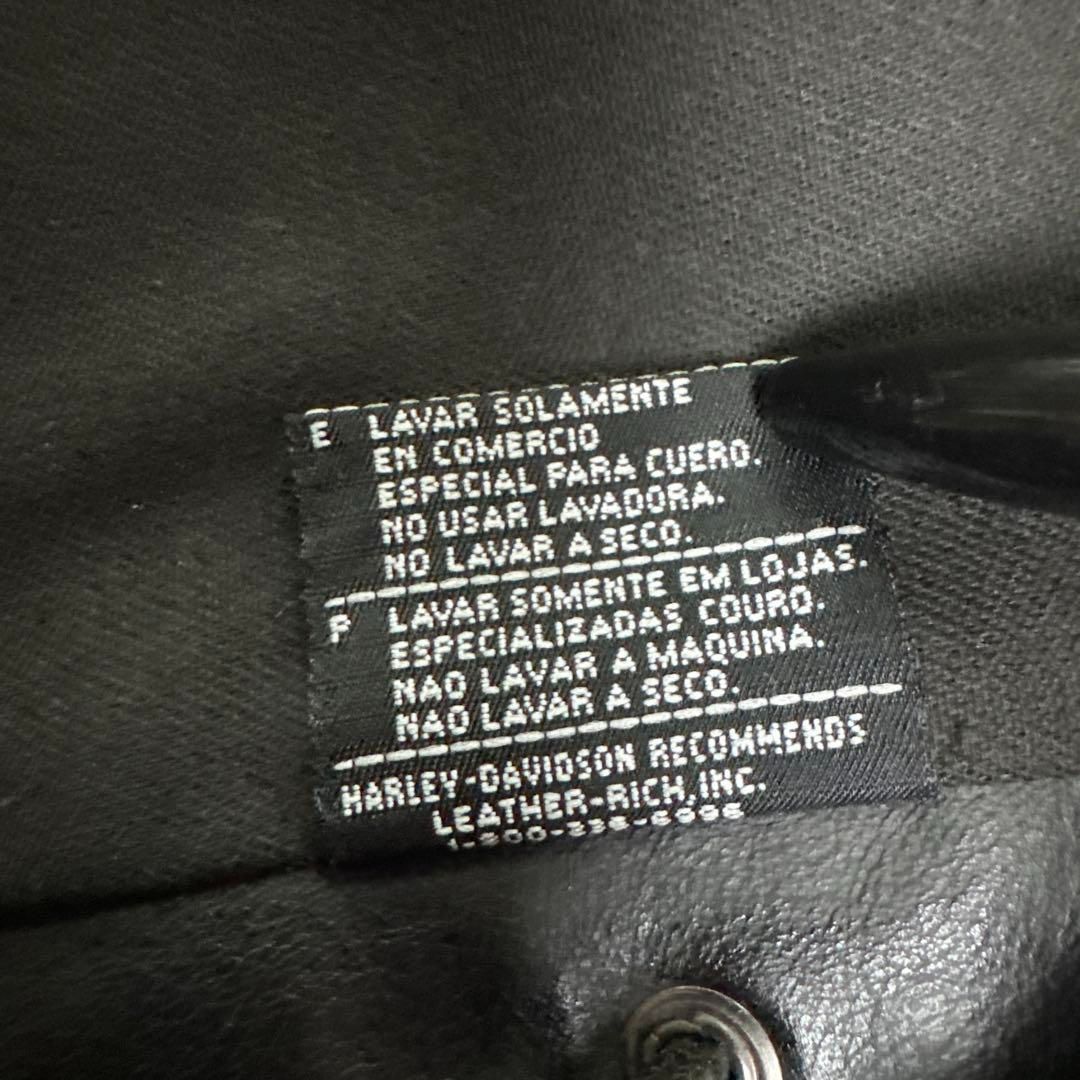 E LAVAR SOLAMENTE
EN COMERCIO
ESPECIAL PARA CUERO.
NO USAR LAVADORA.
NO LAVAR A SECO.
P LAVAR SOMENTE EM LOJAS.
ESPECIALIZADAS COURO.
NAO LAVAR A MAQUINA.
NAO LAVAR A SECO.
HARLEY-DAVIDSON RECOMMENDS
LEATHER-RICH, INC.